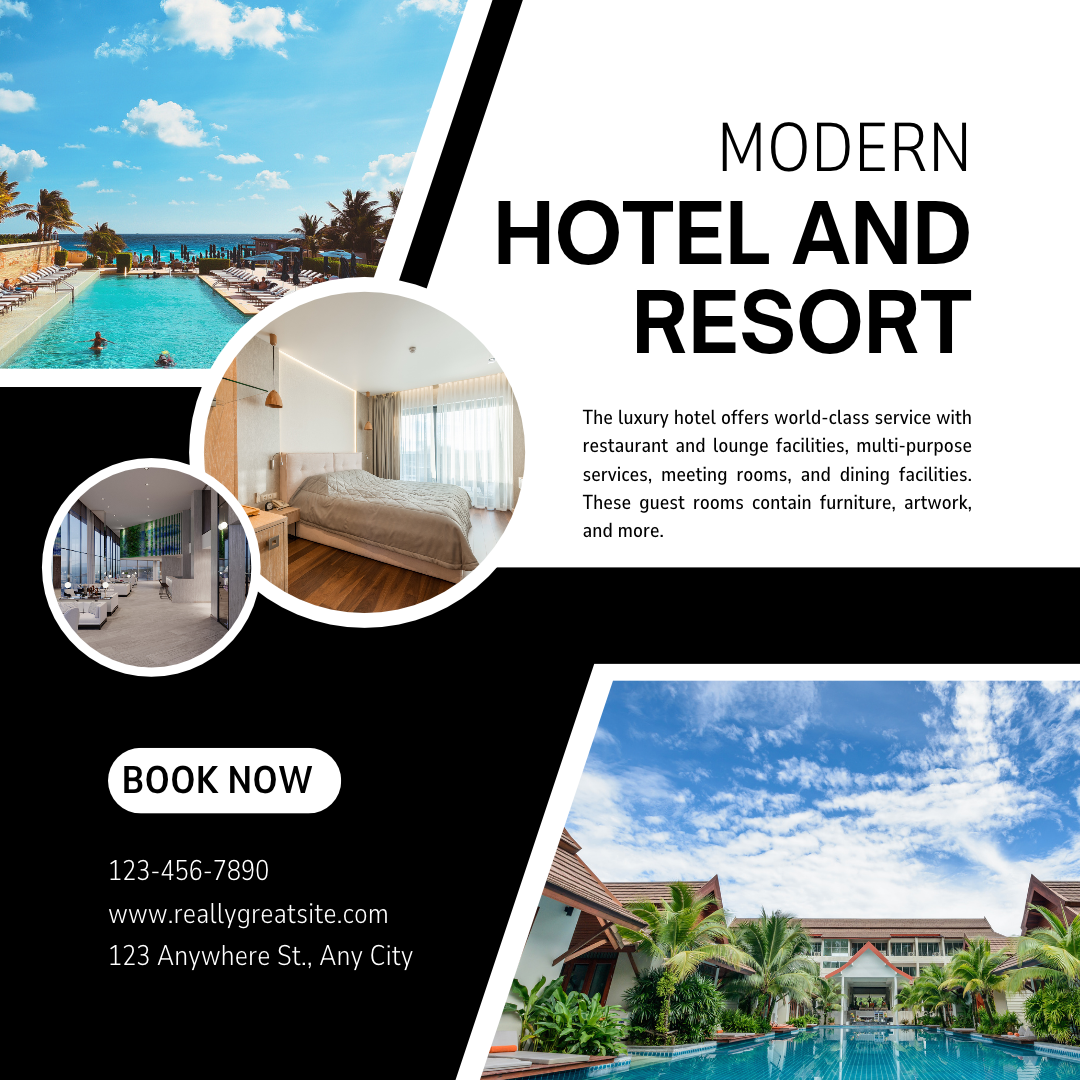 MODERN
HOTEL AND
RESORT
The luxury hotel offers world-class service with
restaurant and lounge facilities, multi-purpose
services, meeting rooms, and dining facilities.
These guest rooms contain furniture, artwork,
and more.
BOOK NOW
123-456-7890
www.reallygreatsite.com
123 Anywhere St., Any City